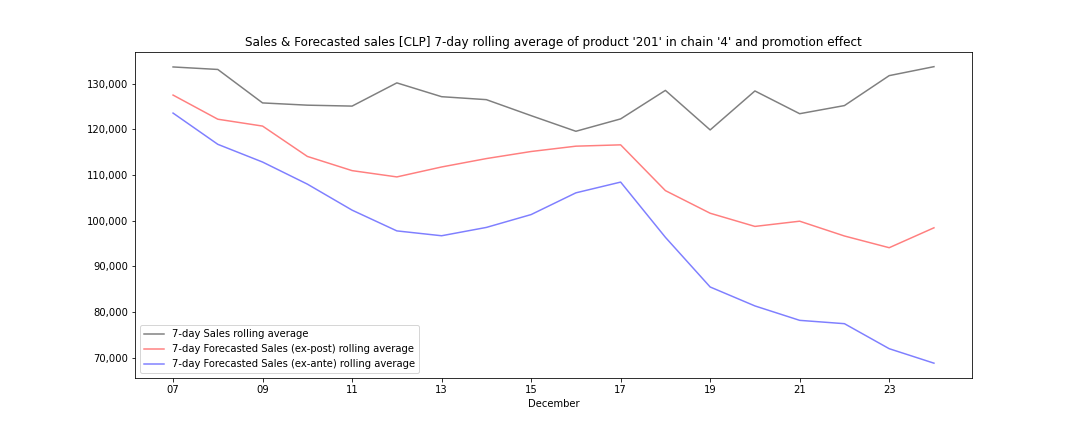 Sales & Forecasted sales [CLP] 7-day rolling average of product '201' in chain '4' and promotion effect
130,000
120,000
110,000
100,000
90,000
80,000
70,000
7-day Sales rolling average
7-day Forecasted Sales (ex-post) rolling average
7-day Forecasted Sales (ex-ante) rolling average
07 09 11 13 15 17 19 21 23
December